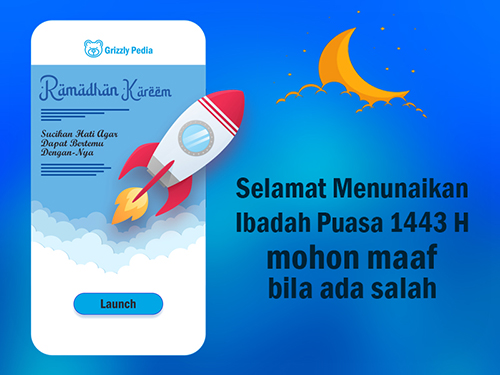 Grizzly Pedia
Ramadhan Kareem
Sucikan Hati Agar
Dapat Bertemu
Dengan-Nya
Launch
Selamat Menunaikan
Ibadah Puasa 1443 H
mohon maaf
bila ada salah